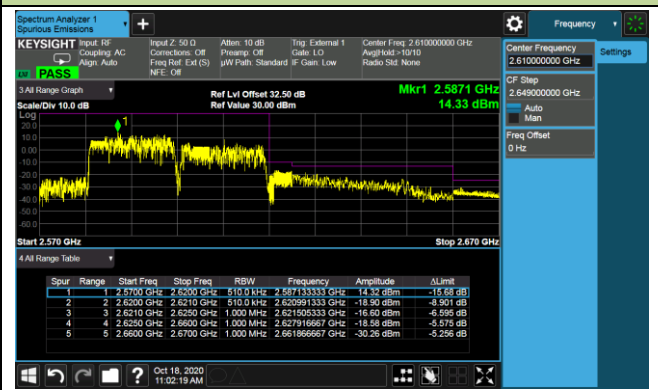 Spectrum Analyzer 1
Spurious Emissions
Frequency
KEYSIGHT
Input: RF
Coupling: AC
Align: Auto
Input Z: 50 Ω
Corrections: Off
Freq Ref: Ext (S)
NFE: Off
Atten: 10 dB
Preamp: Off
µW Path: Standard
Trig: External 1
Gate: LO
IF Gain: Low
Center Freq: 2.610000000 GHz
Avg|Hold:>10/10
Radio Std: None
PASS
Center Frequency
2.610000000 GHz
Settings
CF Step
2.649000000 GHz
Auto
Man
Freq Offset
0 Hz
3 All Range Graph
Scale/Div 10.0 dB
Ref Lvl Offset 32.50 dB
Ref Value 30.00 dBm
Mkr1 2.5871 GHz
14.33 dBm
Log
20.0
10.0
0.00
-10.0
-20.0
-30.0
-40.0
-50.0
-60.0
1
Start 2.570 GHz
Stop 2.670 GHz
4 All Range Table
Spur Range Start Freq Stop Freq RBW Frequency Amplitude ΔLimit
1 1 2.5700 GHz 2.6200 GHz 510.0 kHz 2.587133333 GHz 14.32 dBm -15.68 dB
2 2 2.6200 GHz 2.6210 GHz 510.0 kHz 2.620991333 GHz -18.90 dBm -8.901 dB
3 3 2.6210 GHz 2.6250 GHz 1.000 MHz 2.621505333 GHz -16.60 dBm -6.595 dB
4 4 2.6250 GHz 2.6600 GHz 1.000 MHz 2.627916667 GHz -18.58 dBm -5.575 dB
5 5 2.6600 GHz 2.6700 GHz 1.000 MHz 2.661866667 GHz -30.26 dBm -5.256 dB
Oct 18, 2020
11:02:19 AM